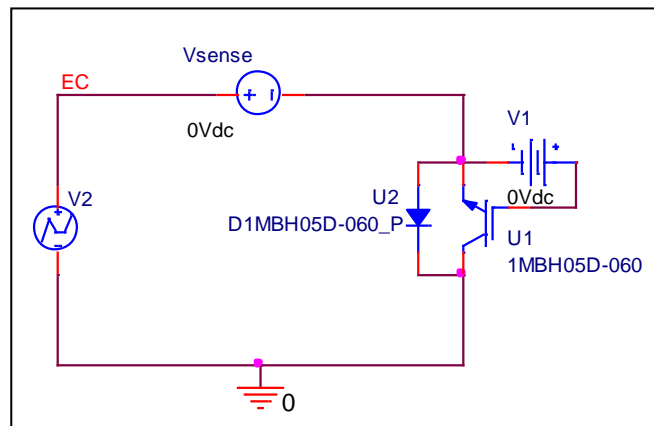 Vsense
EC
+ -
0Vdc
V1
- +
0Vdc
V2
+
-
U2
D1MBH05D-060_P
U1
1MBH05D-060
0